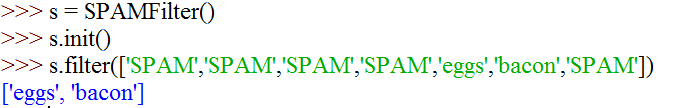 >>> s = SPAMFilter()
>>> s.init()
>>> s.filter(['SPAM','SPAM','SPAM','SPAM','eggs','bacon','SPAM'])
['eggs', 'bacon']